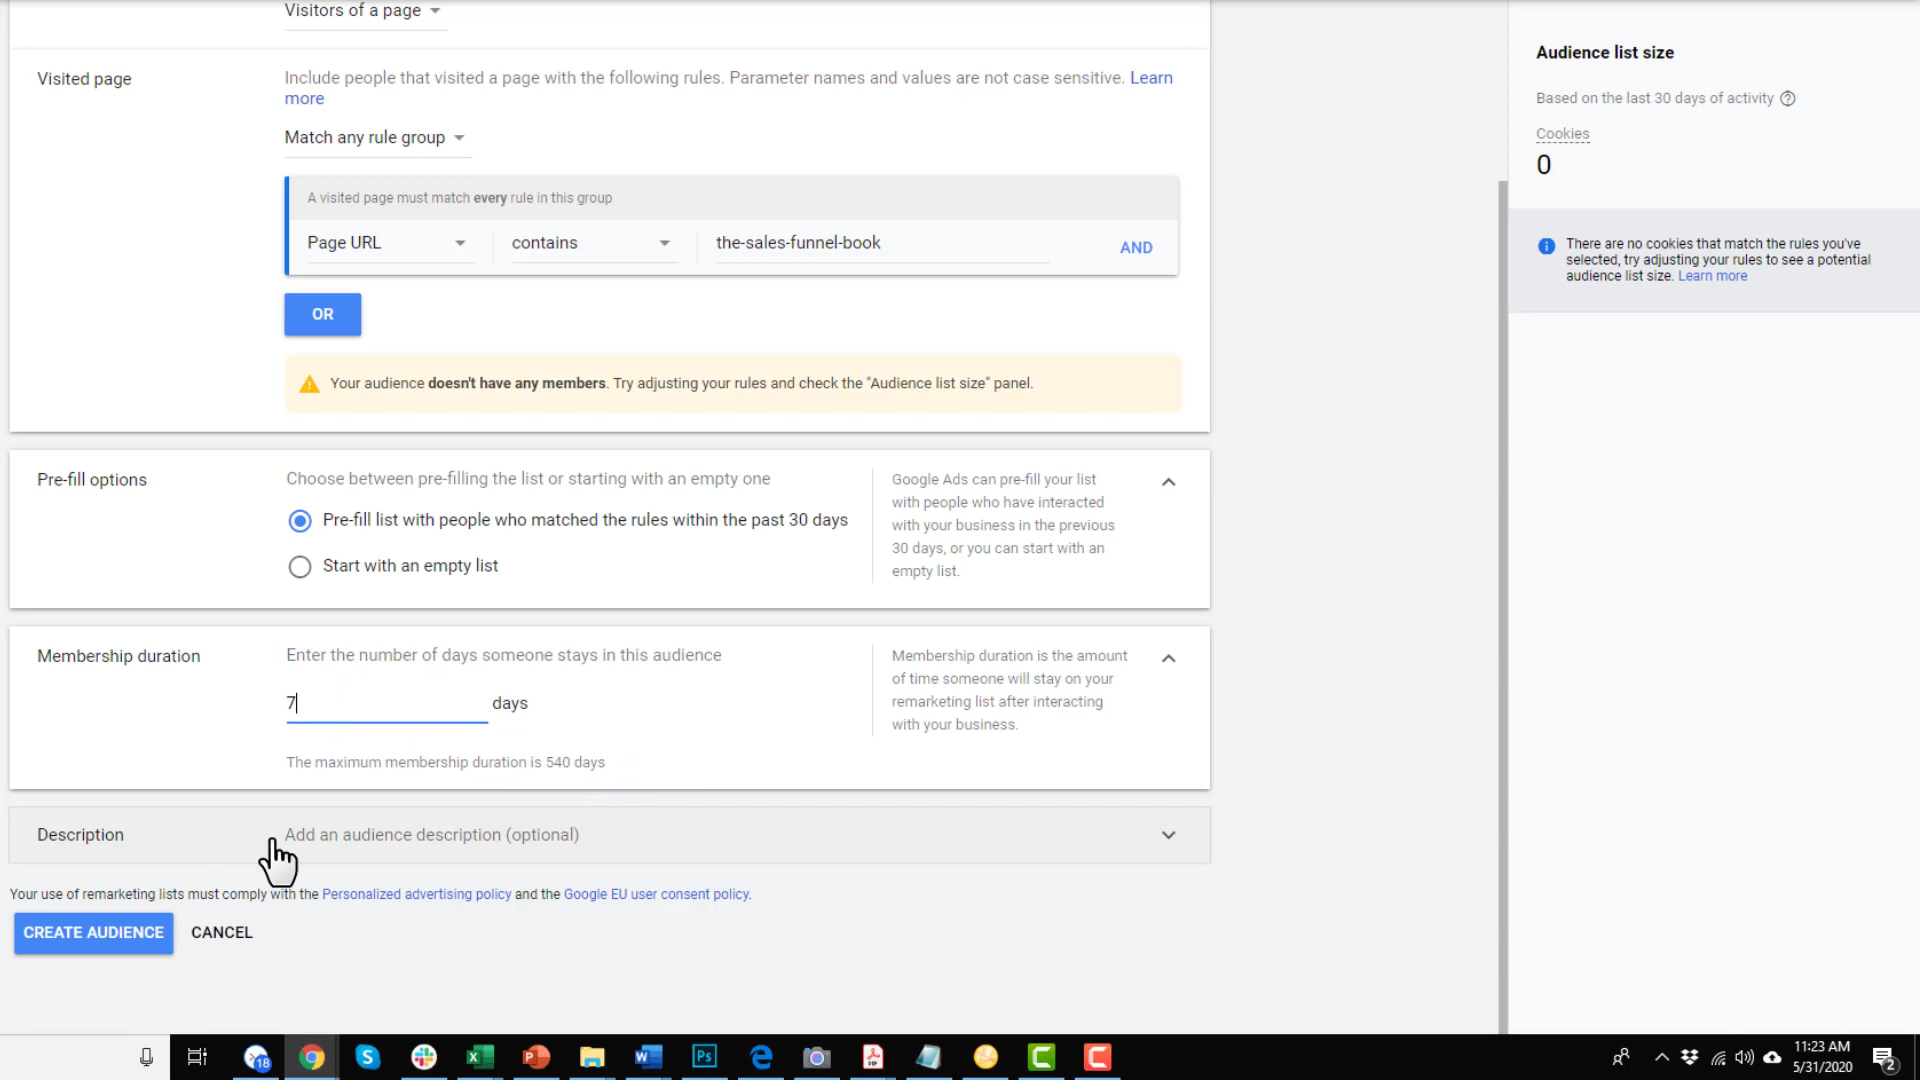 Visitors of a page
Visited page
Include people that visited a page with the following rules. Parameter names and values are not case sensitive. Learn
more
Match any rule group
A visited page must match every rule in this group
Page URL contains the-sales-funnel-book AND
OR
Your audience doesn't have any members. Try adjusting your rules and check the "Audience list size" panel.
Pre-fill options
Choose between pre-filling the list or starting with an empty one
Pre-fill list with people who matched the rules within the past 30 days
Start with an empty list
Google Ads can pre-fill your list
with people who have interacted
with your business in the previous
30 days, or you can start with an
empty list.
Membership duration
Enter the number of days someone stays in this audience
7 days
The maximum membership duration is 540 days
Membership duration is the amount
of time someone will stay on your
remarketing list after interacting
with your business.
Description
Add an audience description (optional)
Your use of remarketing lists must comply with the Personalized advertising policy and the Google EU user consent policy.
CREATE AUDIENCE CANCEL
Audience list size
Based on the last 30 days of activity
Cookies
0
There are no cookies that match the rules you've
selected, try adjusting your rules to see a potential
audience list size. Learn more
18
Ps
11:23 AM
5/31/2020
2